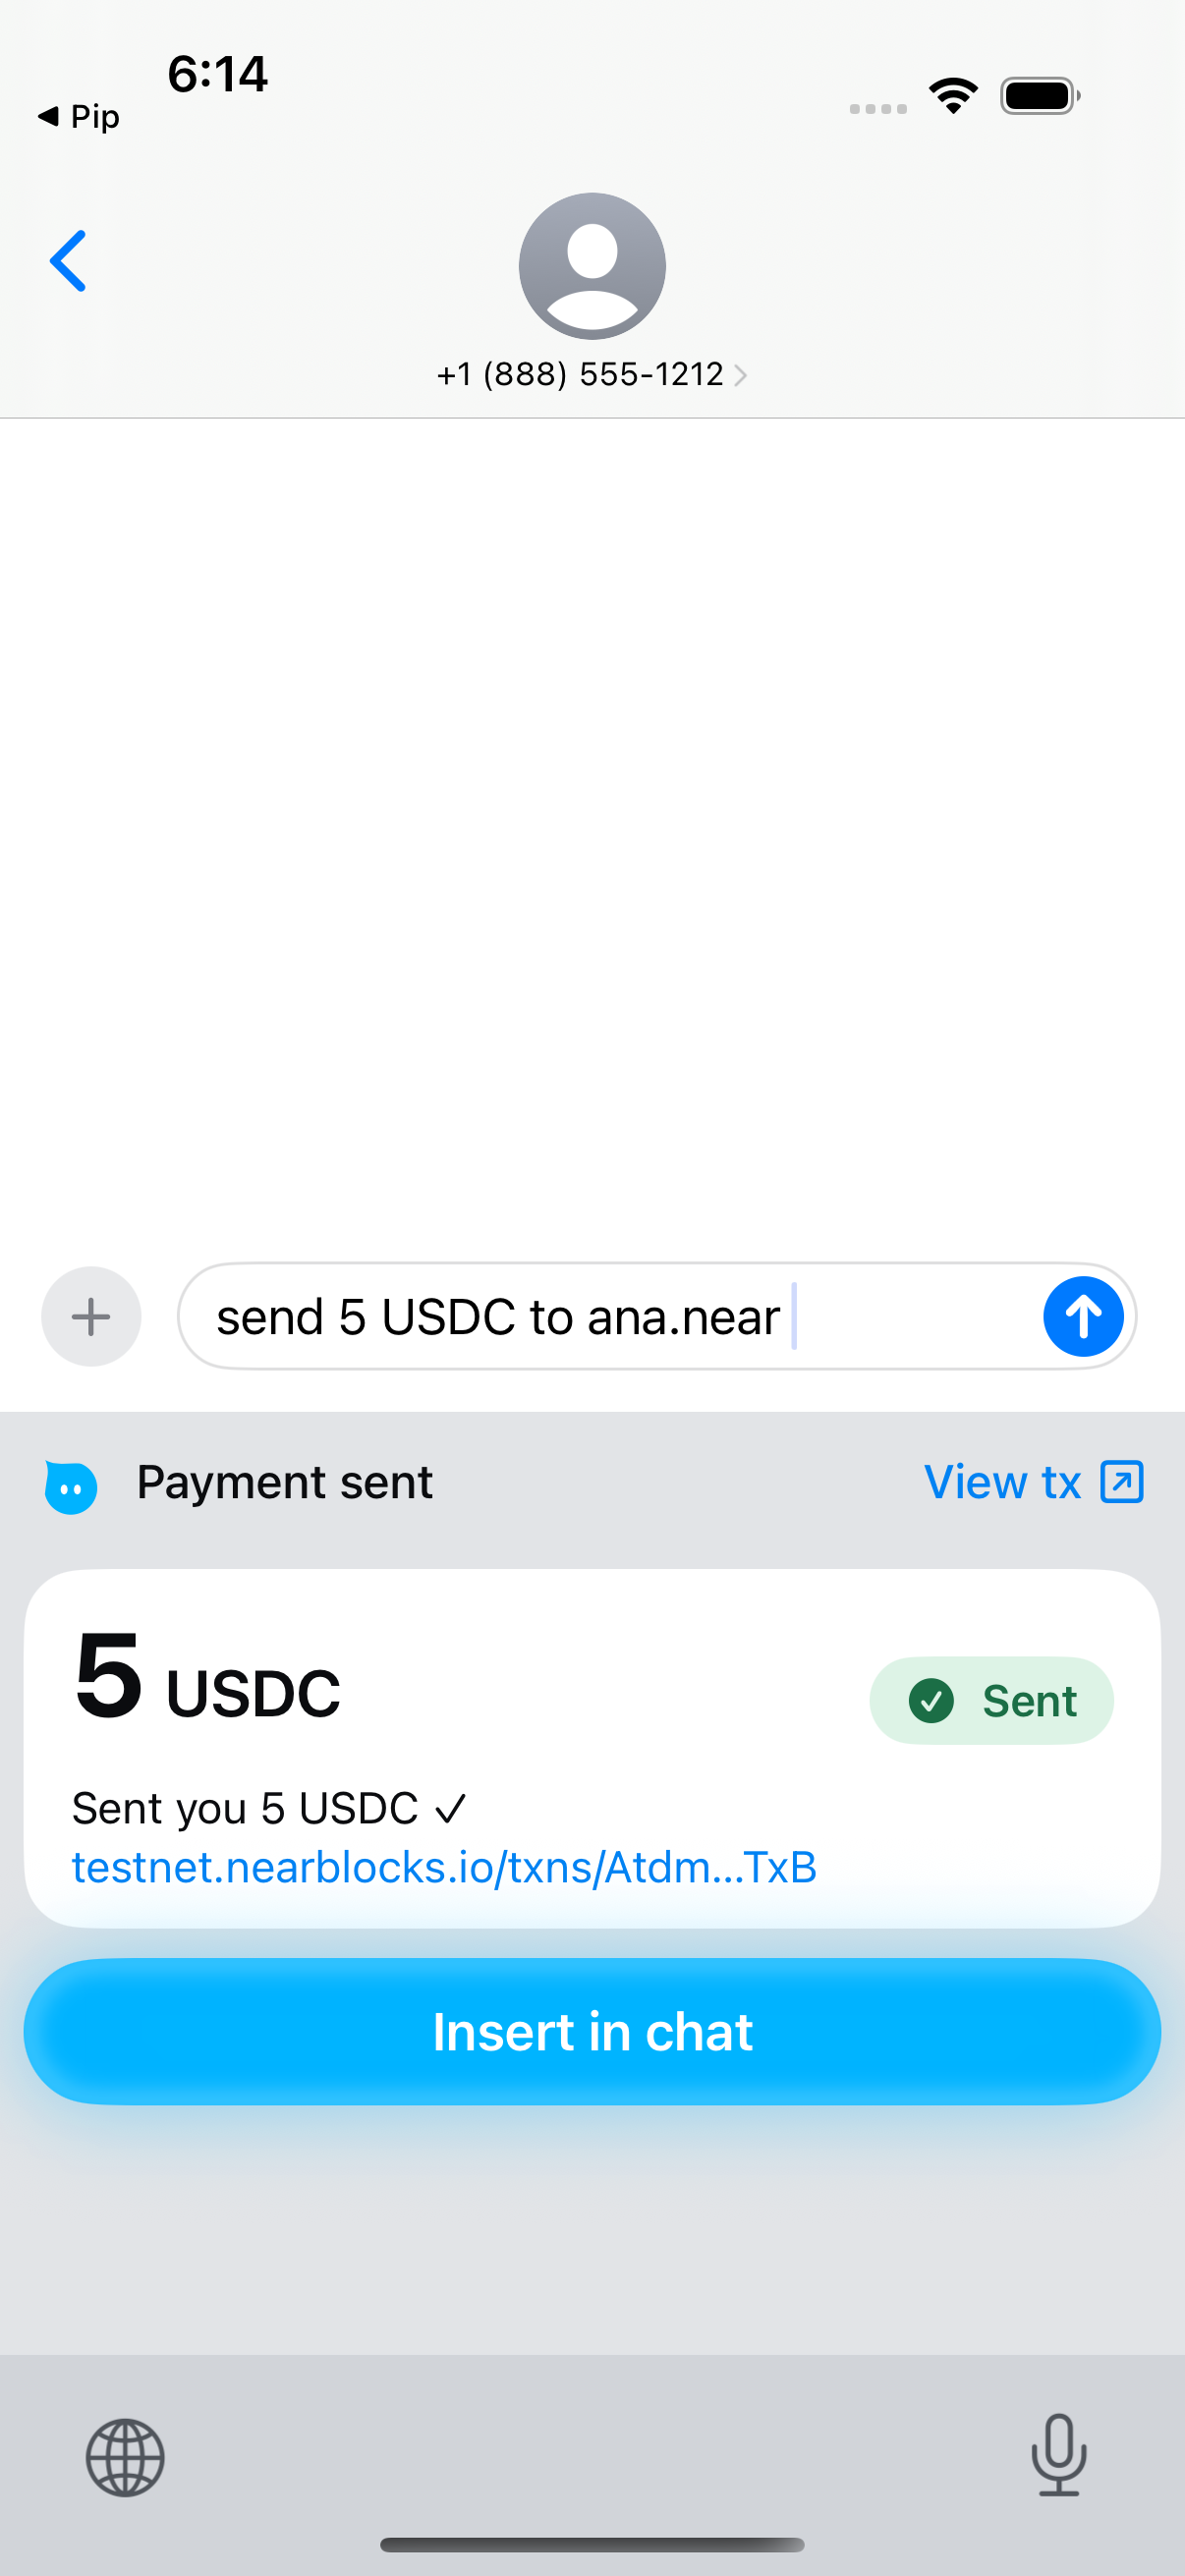 6:14
◀ Pip
+1 (888) 555-1212
send 5 USDC to ana.near
Payment sent
View tx
5 USDC
Sent
Sent you 5 USDC ✓
testnet.nearblocks.io/txns/Atdm...TxB
Insert in chat